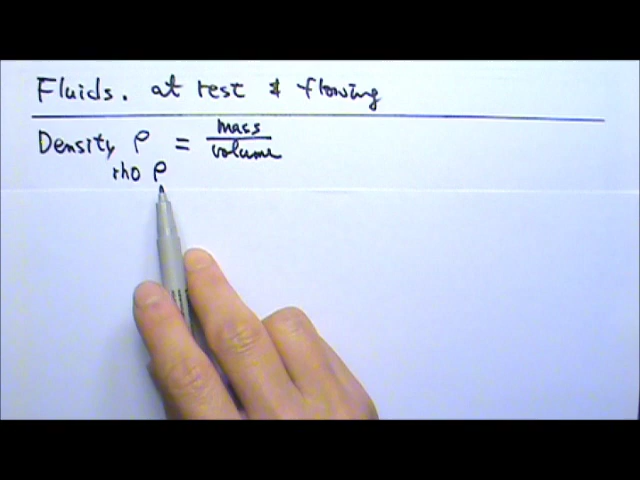 Fluids. at rest & flowing
Density ρ = mass / volume
rho ρ